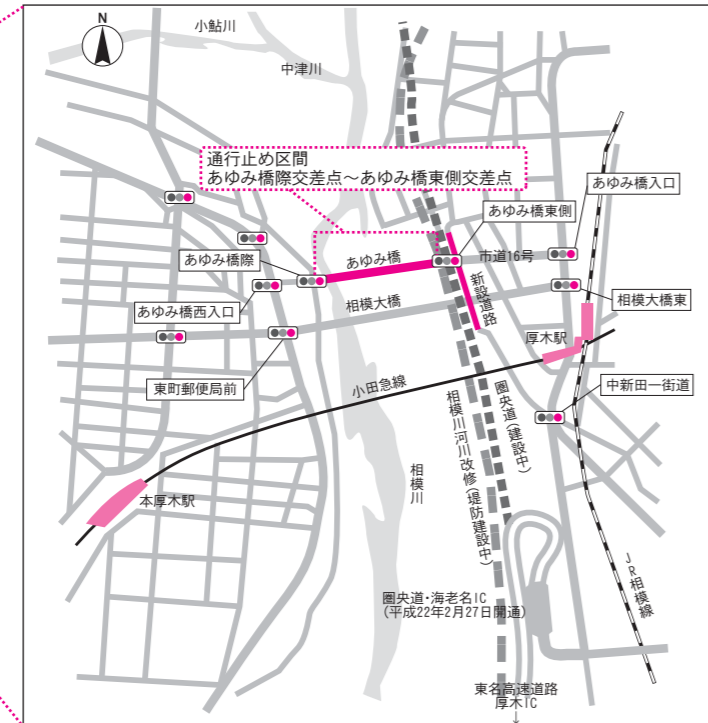 N
小鮎川
中津川
通行止め区間
あゆみ橋際交差点～あゆみ橋東側交差点
あゆみ橋入口
あゆみ橋東側
あゆみ橋際
あゆみ橋
市道16号
新設道路
相模大橋東
あゆみ橋西入口
相模大橋
厚木駅
東町郵便局前
小田急線
中新田一街道
圏央道(建設中)
相模川河川改修(堤防建設中)
相模川
本厚木駅
JR相模線
圏央道・海老名IC
(平成22年2月27日開通)
東名高速道路
厚木IC
↓